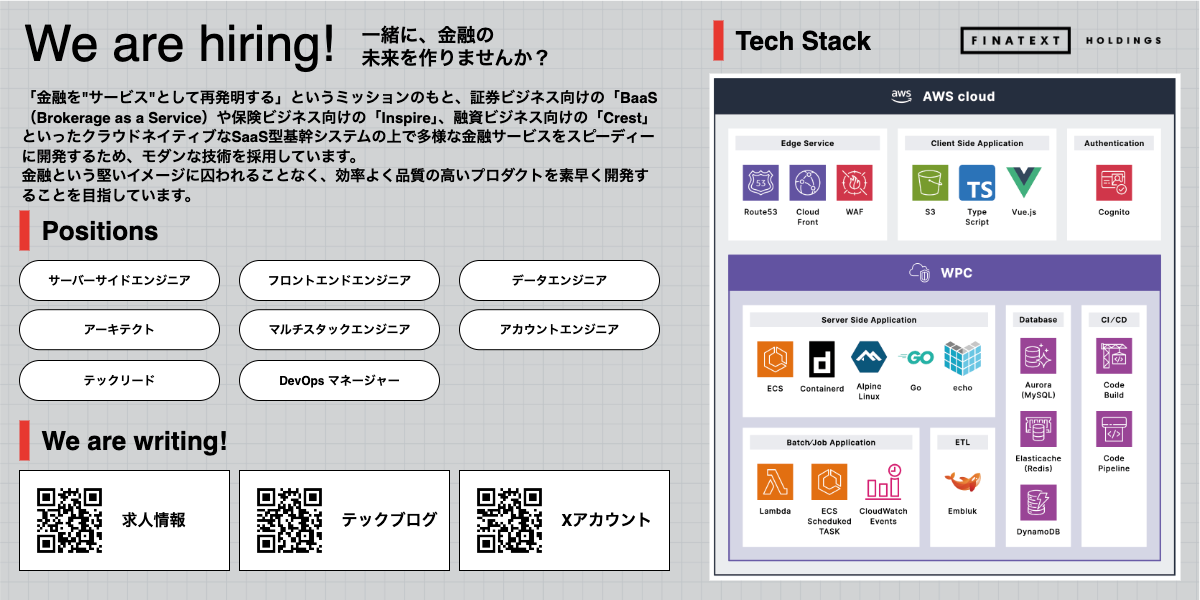 We are hiring!
一緒に、金融の
未来を作りませんか？
「金融を"サービス"として再発明する」というミッションのもと、証券ビジネス向けの「BaaS
（Brokerage as a Service）や保険ビジネス向けの「Inspire」、融資ビジネス向けの「Crest」
といったクラウドネイティブなSaaS型基幹システムの上で多様な金融サービスをスピーディー
に開発するため、モダンな技術を採用しています。
金融という堅いイメージに囚われることなく、効率よく品質の高いプロダクトを素早く開発す
ることを目指しています。
Positions
サーバーサイドエンジニア
フロントエンドエンジニア
データエンジニア
アーキテクト
マルチスタックエンジニア
アカウントエンジニア
テックリード
DevOps マネージャー
We are writing!
求人情報
テックブログ
Xアカウント
Tech Stack
FINATEXT HOLDINGS
aws AWS cloud
Edge Service
53
Route53
Cloud
Front
WAF
Client Side Application
S3
TS
Type
Script
Vue.js
Authentication
Cognito
WPC
Server Side Application
ECS
d
Containerd
Alpine
Linux
GO
Go
echo
Database
Aurora
(MySQL)
Elasticache
(Redis)
DynamoDB
CI/CD
Code
Build
Code
Pipeline
Batch/Job Application
Lambda
ECS
Scheduked
TASK
CloudWatch
Events
ETL
Embluk